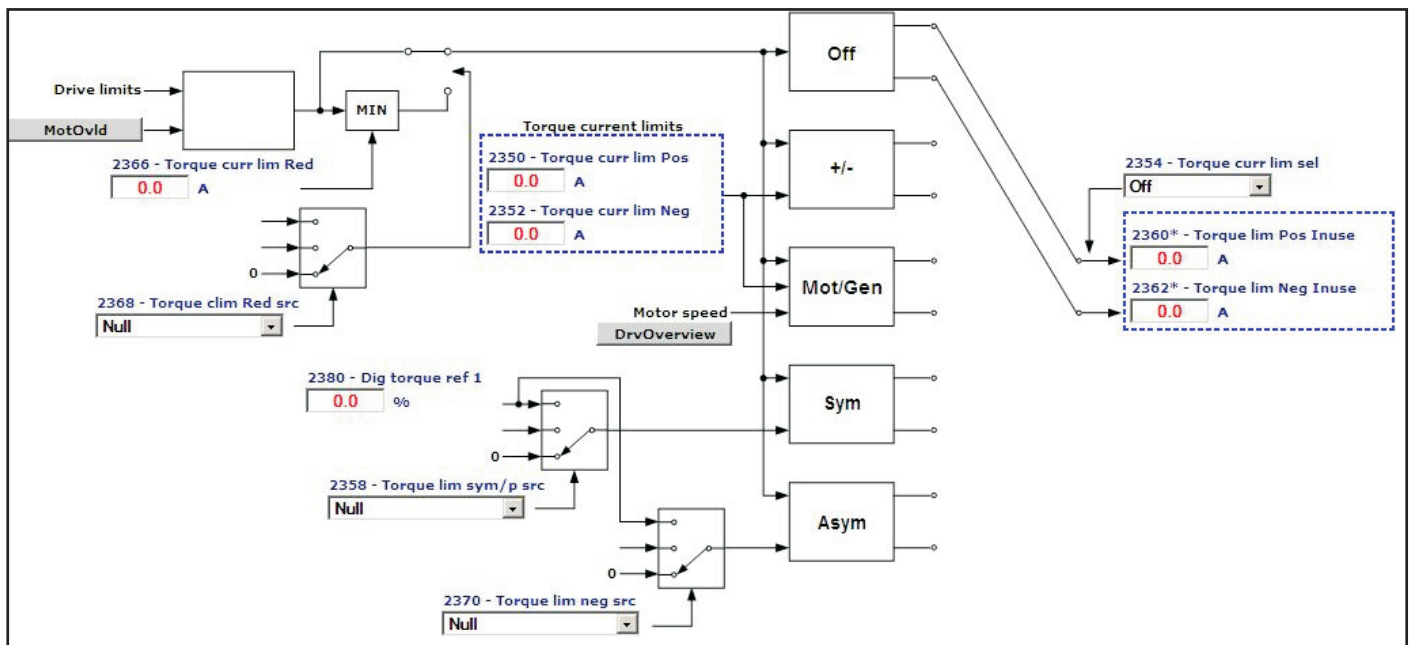 Off
Drive limits
MotOvld
MIN
2366 - Torque curr lim Red
0.0 A
Torque current limits
2350 - Torque curr lim Pos
0.0 A
2352 - Torque curr lim Neg
0.0 A
+/-
2354 - Torque curr lim sel
Off
2360* - Torque lim Pos Inuse
0.0 A
2362* - Torque lim Neg Inuse
0.0 A
0
2368 - Torque clim Red src
Null
Mot/Gen
Motor speed
DrvOverview
2380 - Dig torque ref 1
0.0 %
Sym
0
2358 - Torque lim sym/p src
Null
Asym
0
2370 - Torque lim neg src
Null